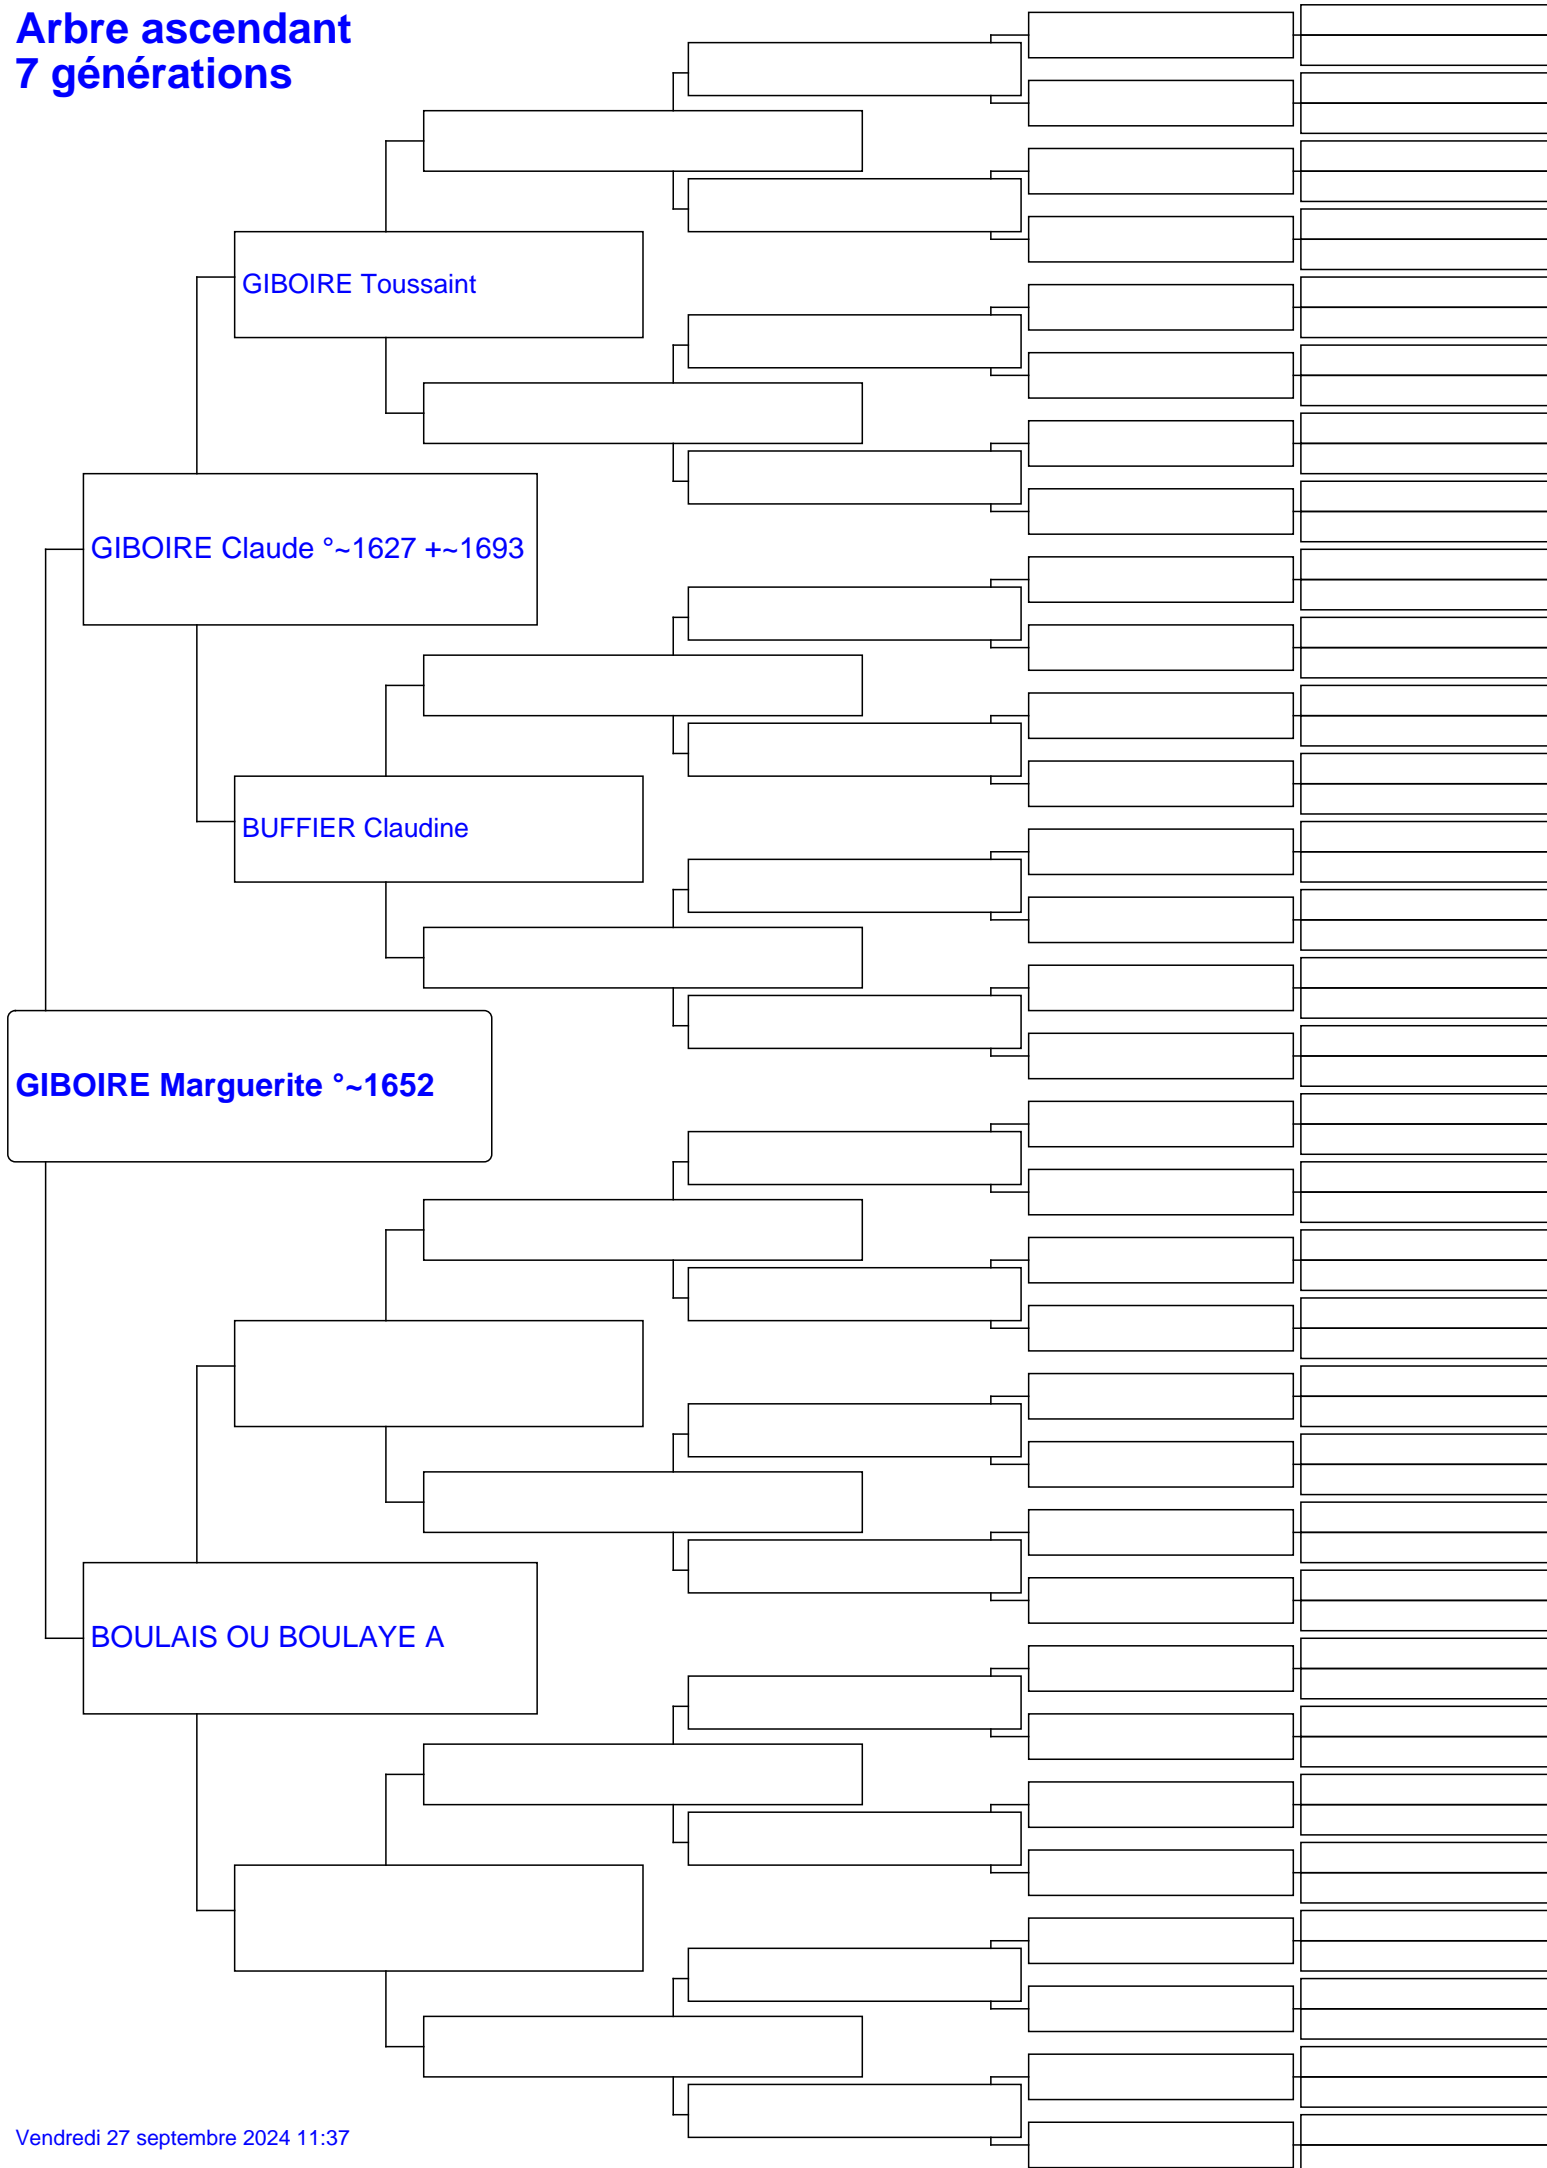 Arbre ascendant
7 générations
GIBOIRE Toussaint
GIBOIRE Claude °~1627 +~1693
BUFFIER Claudine
GIBOIRE Marguerite °~1652
BOULAIS OU BOULAYE A
Vendredi 27 septembre 2024 11:37